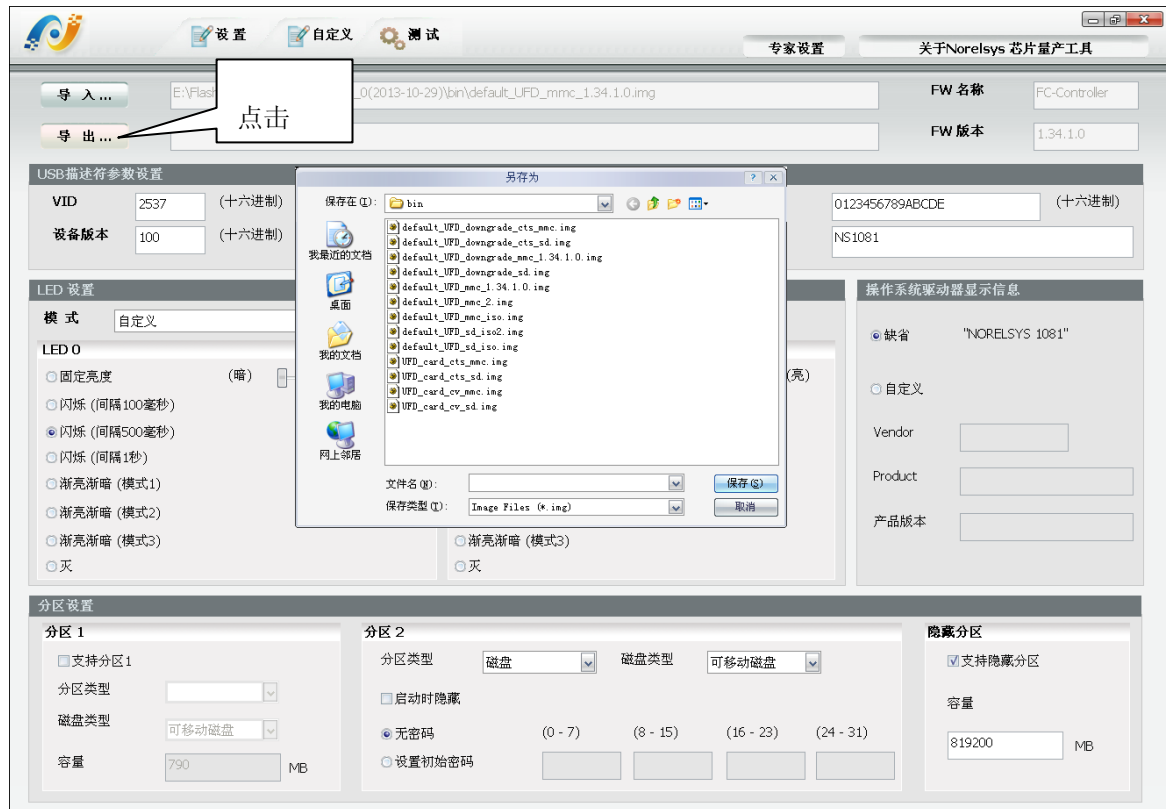 设置
自定义
测试
专家设置
关于Norelsys 芯片量产工具
导 入...
E:\Flas
_0(2013-10-29)\bin\default_UFD_mmc_1.34.1.0.img
FW 名称
FC-Controller
点击
导 出...
FW 版本
1.34.1.0
USB描述符参数设置
VID
2537
(十六进制)
0123456789ABCDE
(十六进制)
设备版本
100
(十六进制)
NS1081
另存为
保存在(I):
bin
我最近的文档
桌面
我的文档
我的电脑
网上邻居
default_UFD_downgrade_cts_mmc.img
default_UFD_downgrade_cts_sd.img
default_UFD_downgrade_mmc_1.34.1.0.img
default_UFD_downgrade_sd.img
default_UFD_mmc_1.34.1.0.img
default_UFD_mmc_2.img
default_UFD_mmc_iso.img
default_UFD_sd_iso2.img
default_UFD_sd_iso.img
UFD_card_cts_mmc.img
UFD_card_cts_sd.img
UFD_card_cv_mmc.img
UFD_card_cv_sd.img
文件名(N):
保存(S)
保存类型(T):
Image Files (*.img)
取消
LED 设置
模 式
自定义
LED 0
固定亮度
(暗)
(亮)
闪烁 (间隔100毫秒)
闪烁 (间隔500毫秒)
闪烁 (间隔1秒)
渐亮渐暗 (模式1)
渐亮渐暗 (模式2)
渐亮渐暗 (模式3)
灭
渐亮渐暗 (模式3)
灭
操作系统驱动器显示信息
缺省
"NORELSYS 1081"
自定义
Vendor
Product
产品版本
分区设置
分区 1
支持分区1
分区类型
磁盘类型
可移动磁盘
容量
790
MB
分区 2
分区类型
磁盘
磁盘类型
可移动磁盘
启动时隐藏
无密码
(0 - 7)
(8 - 15)
(16 - 23)
(24 - 31)
设置初始密码
隐藏分区
支持隐藏分区
容量
819200
MB